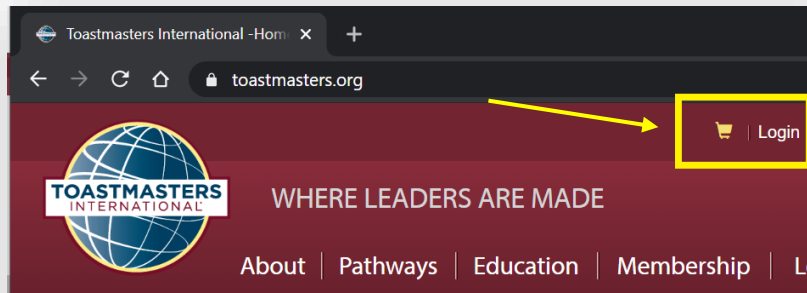 Toastmasters International -Hom
toastmasters.org
Login
TOASTMASTERS
INTERNATIONAL
WHERE LEADERS ARE MADE
About | Pathways | Education | Membership |